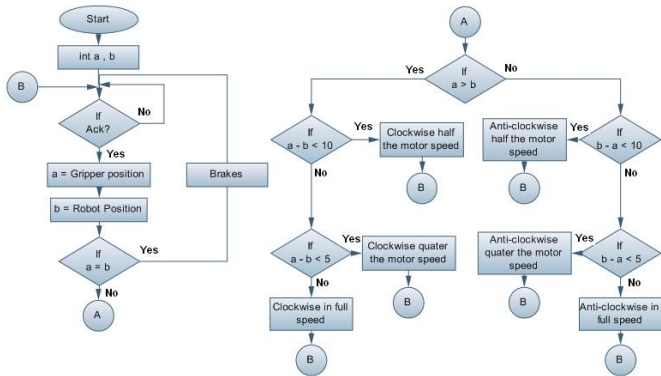 Start
int a , b
B
If
Ack?
No
Yes
a = Gripper position
b = Robot Position
Brakes
If
a = b
Yes
No
A
A
If
a > b
Yes
No
If
a - b < 10
Yes
Clockwise half
the motor speed
B
No
If
a - b < 5
Yes
Clockwise quater
the motor speed
B
No
Clockwise in full
speed
B
If
b - a < 10
Yes
Anti-clockwise
half the motor
speed
B
No
If
b - a < 5
Yes
Anti-clockwise
quater the motor
speed
B
No
Anti-clockwise in
full speed
B